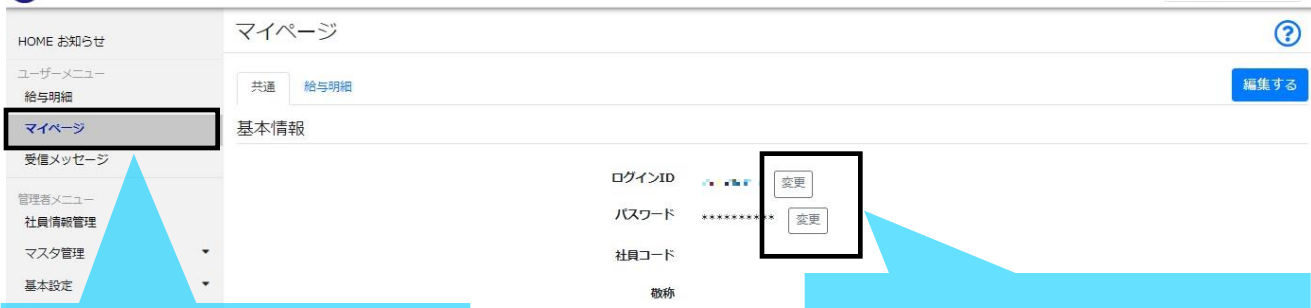 マイページ
HOME お知らせ
ユーザーメニュー
給与明細
マイページ
受信メッセージ
管理者メニュー
社員情報管理
マスタ管理
基本設定
共通 給与明細
編集する
基本情報
ログインID 変更
パスワード ********** 変更
社員コード
敬称